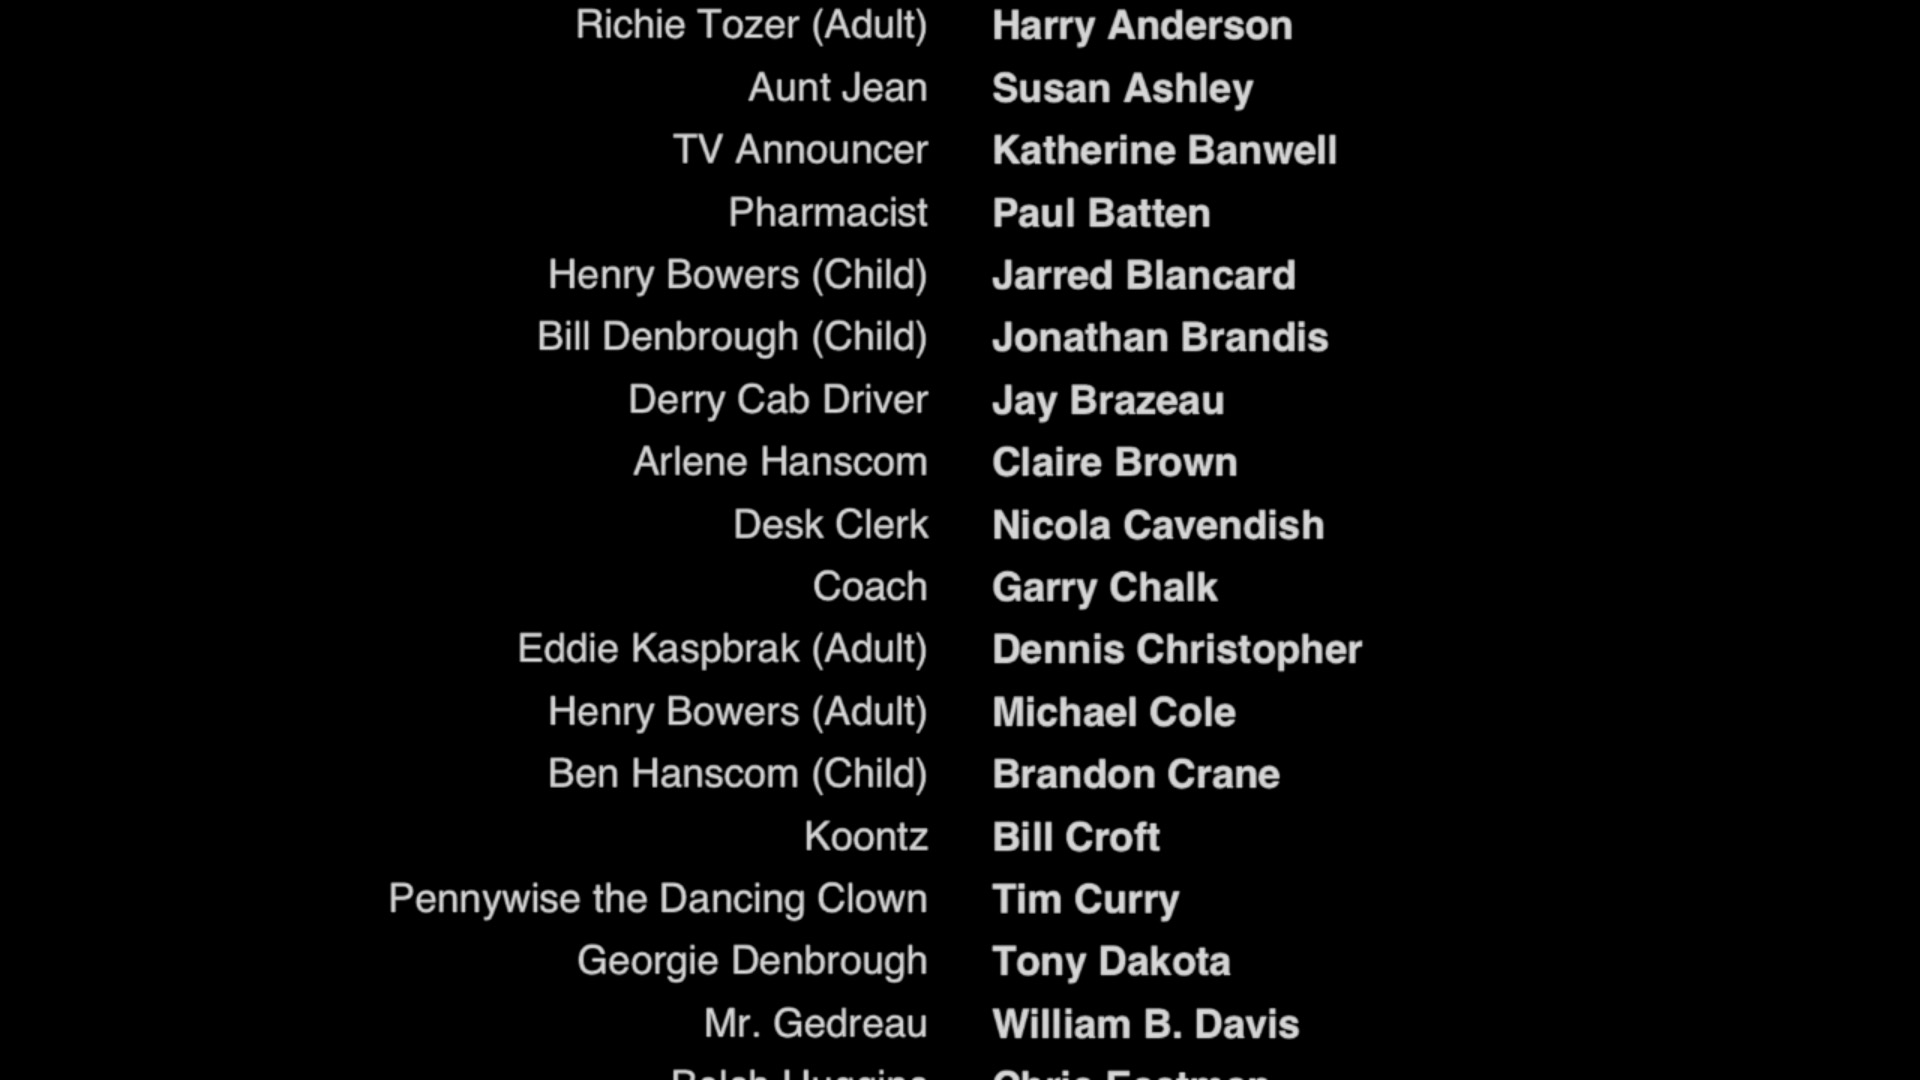 Richie Tozer (Adult) Harry Anderson
Aunt Jean Susan Ashley
TV Announcer Katherine Banwell
Pharmacist Paul Batten
Henry Bowers (Child) Jarred Blancard
Bill Denbrough (Child) Jonathan Brandis
Derry Cab Driver Jay Brazeau
Arlene Hanscom Claire Brown
Desk Clerk Nicola Cavendish
Coach Garry Chalk
Eddie Kaspbrak (Adult) Dennis Christopher
Henry Bowers (Adult) Michael Cole
Ben Hanscom (Child) Brandon Crane
Koontz Bill Croft
Pennywise the Dancing Clown Tim Curry
Georgie Denbrough Tony Dakota
Mr. Gedreau William B. Davis